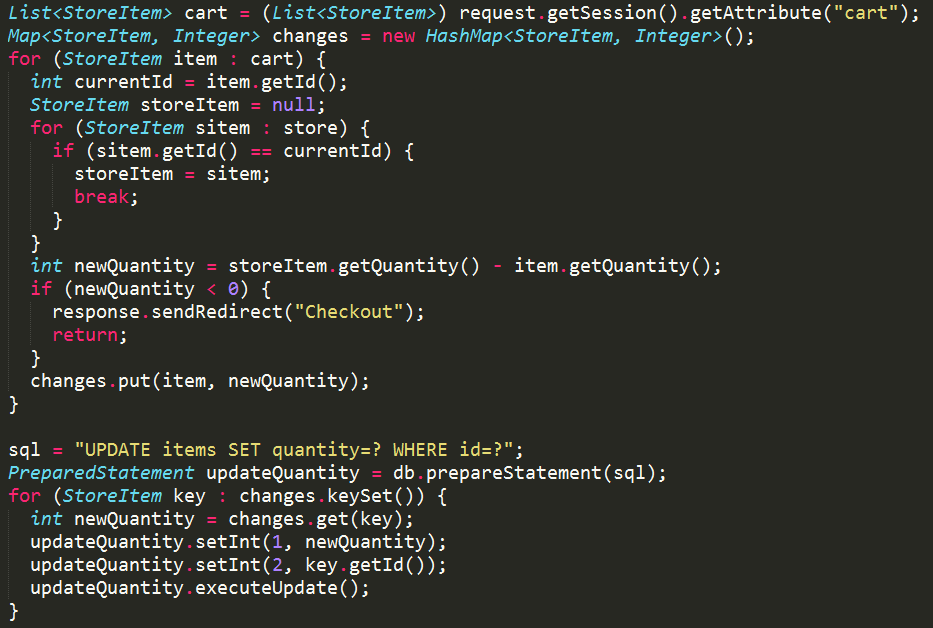 List<StoreItem> cart = (List<StoreItem>) request.getSession().getAttribute("cart");
Map<StoreItem, Integer> changes = new HashMap<StoreItem, Integer>();
for (StoreItem item : cart) {
  int currentId = item.getId();
  StoreItem storeItem = null;
  for (StoreItem sitem : store) {
    if (sitem.getId() == currentId) {
      storeItem = sitem;
      break;
    }
  }
  int newQuantity = storeItem.getQuantity() - item.getQuantity();
  if (newQuantity < 0) {
    response.sendRedirect("Checkout");
    return;
  }
  changes.put(item, newQuantity);
}

sql = "UPDATE items SET quantity=? WHERE id=?";
PreparedStatement updateQuantity = db.prepareStatement(sql);
for (StoreItem key : changes.keySet()) {
  int newQuantity = changes.get(key);
  updateQuantity.setInt(1, newQuantity);
  updateQuantity.setInt(2, key.getId());
  updateQuantity.executeUpdate();
}